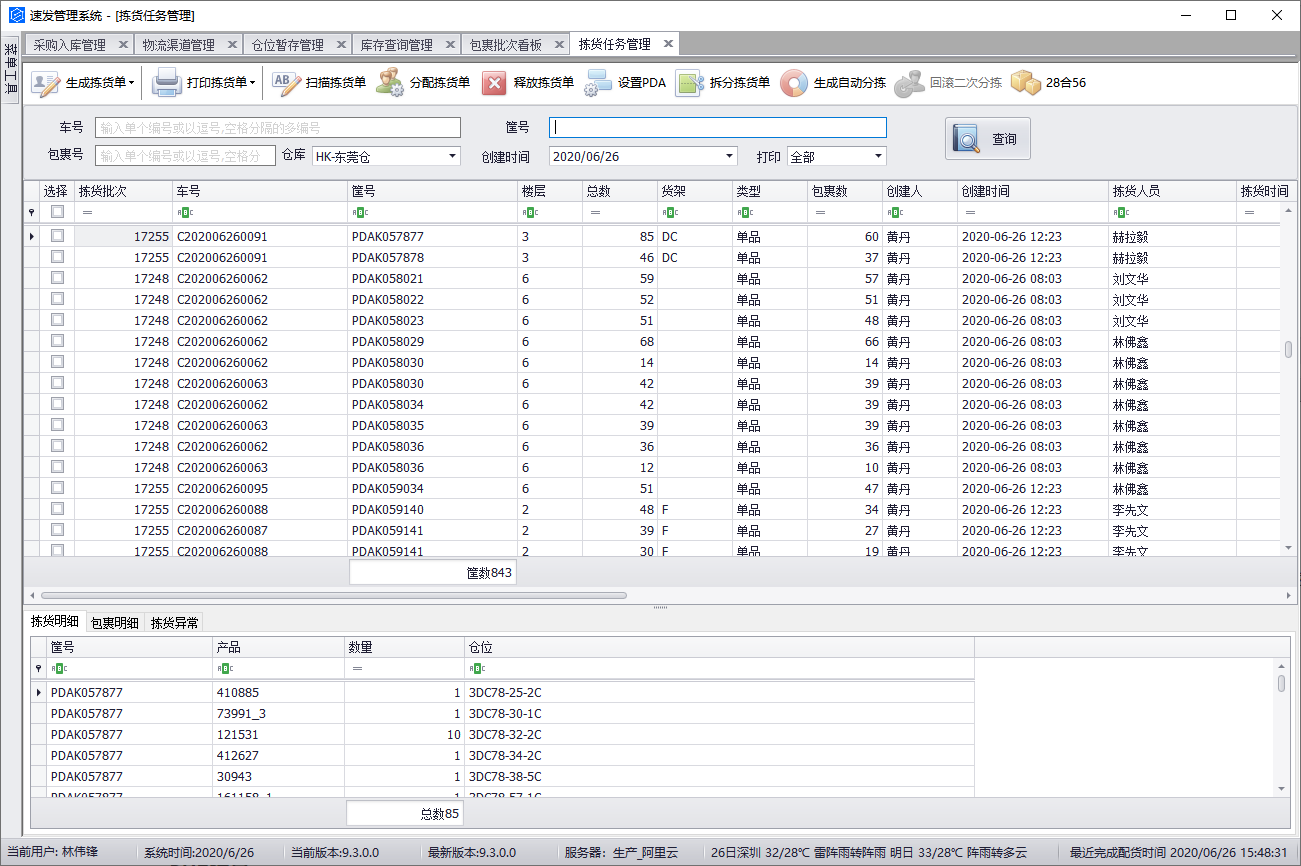 速发管理系统 - [拣货任务管理]
菜单工具
采购入库管理 物流渠道管理 仓位暂存管理 库存查询管理 包裹批次看板 拣货任务管理
生成拣货单 打印拣货单 扫描拣货单 分配拣货单 释放拣货单 设置PDA 拆分拣货单 生成自动分拣 回滚二次分拣 28合56
车号 输入单个编号或以逗号,空格分隔的多编号 筐号
包裹号 输入单个编号或以逗号,空格分 仓库 HK-东莞仓 创建时间 2020/06/26 打印 全部 查询
选择 拣货批次 车号 筐号 楼层 总数 货架 类型 包裹数 创建人 创建时间 拣货人员 拣货时间
= ABC ABC ABC = ABC ABC = ABC = ABC =
17255 C202006260091 PDAK057877 3 85 DC 单品 60 黄丹 2020-06-26 12:23 赫拉毅
17255 C202006260091 PDAK057878 3 46 DC 单品 37 黄丹 2020-06-26 12:23 赫拉毅
17248 C202006260062 PDAK058021 6 59 单品 57 黄丹 2020-06-26 08:03 刘文华
17248 C202006260062 PDAK058022 6 52 单品 51 黄丹 2020-06-26 08:03 刘文华
17248 C202006260062 PDAK058023 6 51 单品 48 黄丹 2020-06-26 08:03 刘文华
17248 C202006260062 PDAK058029 6 68 单品 66 黄丹 2020-06-26 08:03 林佛鑫
17248 C202006260062 PDAK058030 6 14 单品 14 黄丹 2020-06-26 08:03 林佛鑫
17248 C202006260063 PDAK058030 6 42 单品 39 黄丹 2020-06-26 08:03 林佛鑫
17248 C202006260062 PDAK058034 6 42 单品 39 黄丹 2020-06-26 08:03 林佛鑫
17248 C202006260063 PDAK058035 6 39 单品 39 黄丹 2020-06-26 08:03 林佛鑫
17248 C202006260062 PDAK058036 6 36 单品 36 黄丹 2020-06-26 08:03 林佛鑫
17248 C202006260063 PDAK058036 6 12 单品 10 黄丹 2020-06-26 08:03 林佛鑫
17255 C202006260095 PDAK059034 6 51 单品 47 黄丹 2020-06-26 12:23 林佛鑫
17255 C202006260088 PDAK059140 2 48 F 单品 34 黄丹 2020-06-26 12:23 李先文
17255 C202006260087 PDAK059141 2 39 F 单品 27 黄丹 2020-06-26 12:23 李先文
17255 C202006260088 PDAK059141 2 30 F 单品 19 黄丹 2020-06-26 12:23 李先文
筐数843
拣货明细 包裹明细 拣货异常
筐号 产品 数量 仓位
ABC ABC = ABC
PDAK057877 410885 1 3DC78-25-2C
PDAK057877 73991_3 1 3DC78-30-1C
PDAK057877 121531 10 3DC78-32-2C
PDAK057877 412627 1 3DC78-34-2C
PDAK057877 30943 1 3DC78-38-5C
PDAK057877 161158_1 1 3DC78-57-1C
总数85
当前用户: 林伟锋 系统时间:2020/6/26 当前版本:9.3.0.0 最新版本:9.3.0.0 服务器：生产_阿里云 26日深圳 32/28℃ 雷阵雨转阵雨 明日 33/28℃ 阵雨转多云 最近完成配货时间 2020/06/26 15:48:31